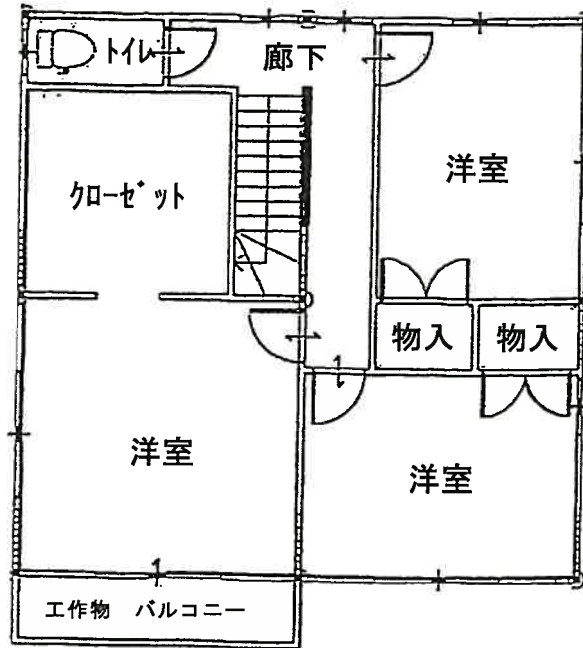 トイレ
廊下
洋室
クローゼット
物入
物入
洋室
洋室
工作物 バルコニー